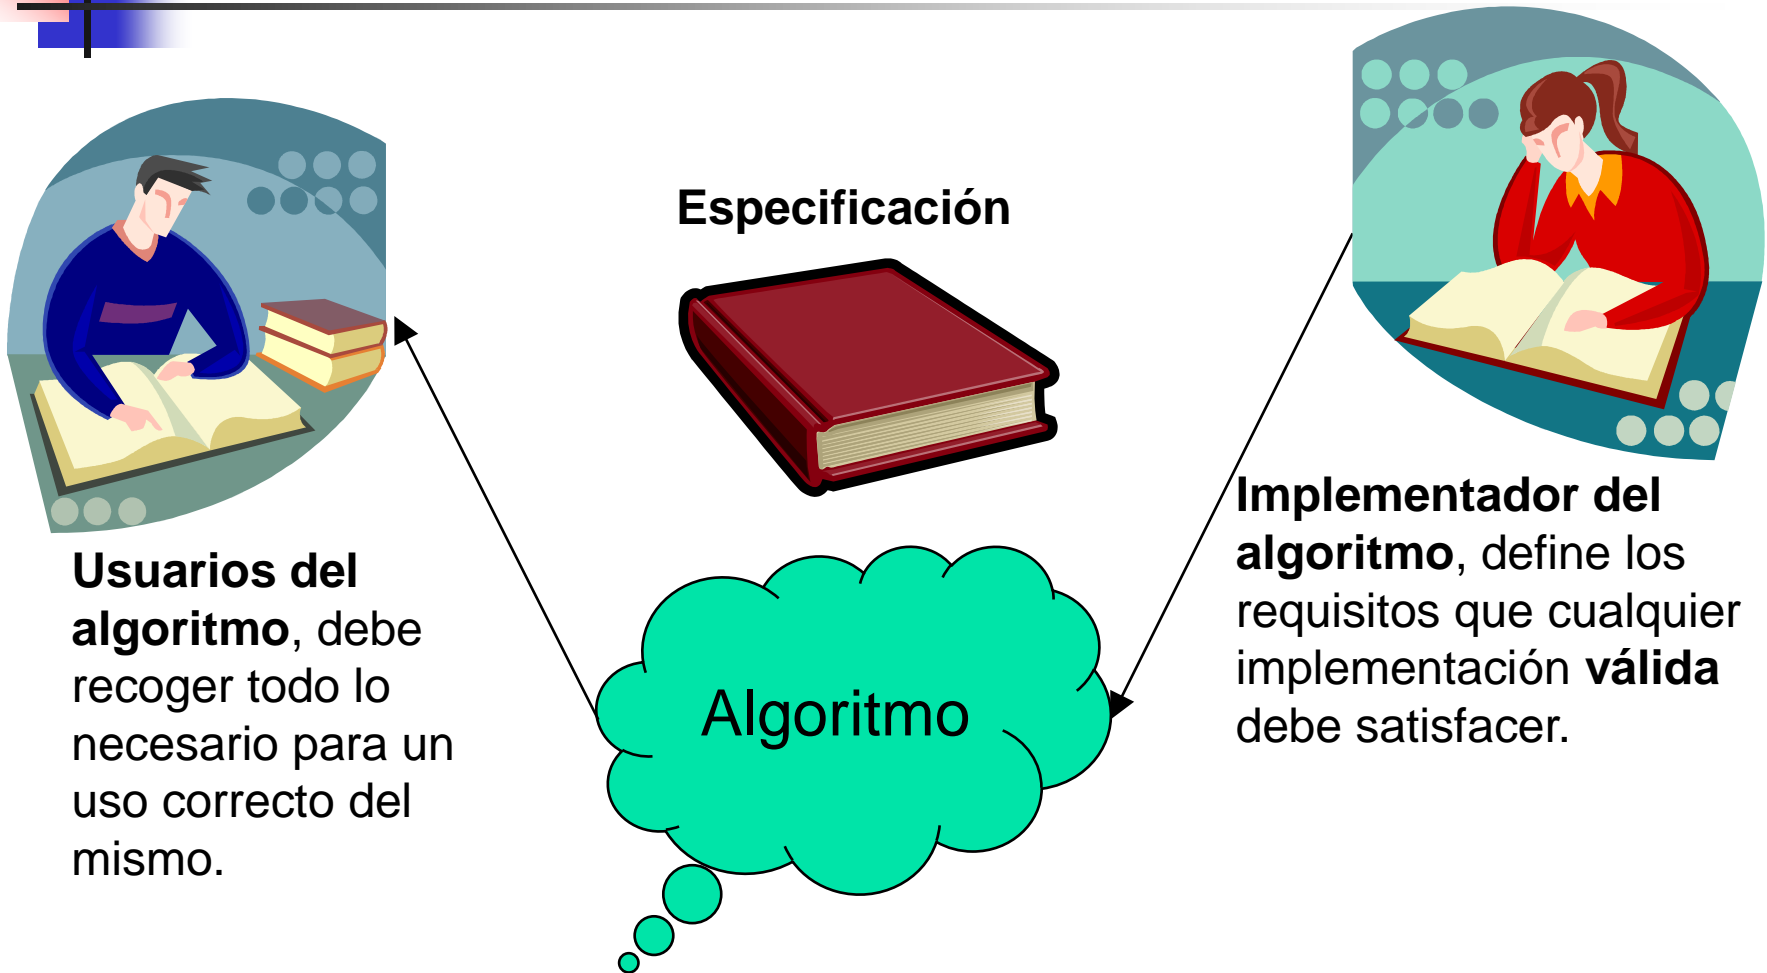 Especificación
Usuarios del
algoritmo, debe
recoger todo lo
necesario para un
uso correcto del
mismo.
Algoritmo
Implementador del
algoritmo, define los
requisitos que cualquier
implementación válida
debe satisfacer.